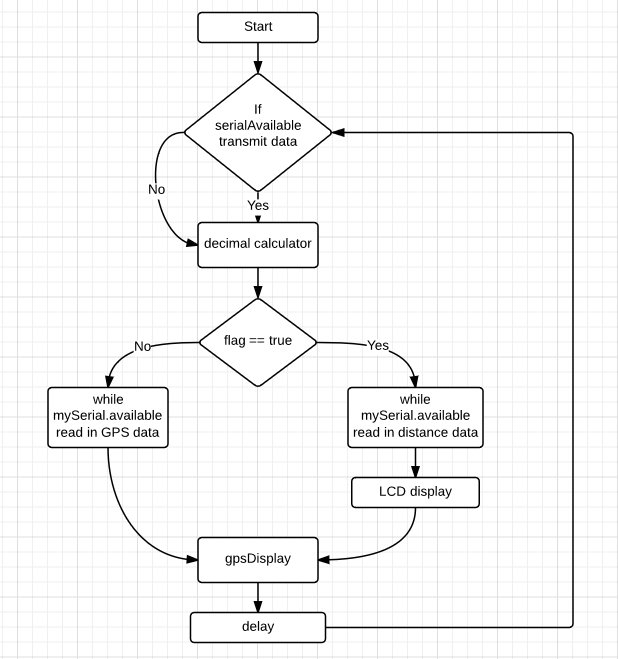 Start
If
serialAvailable
transmit data
No
Yes
decimal calculator
flag == true
No
Yes
while
mySerial.available
read in GPS data
while
mySerial.available
read in distance data
LCD display
gpsDisplay
delay